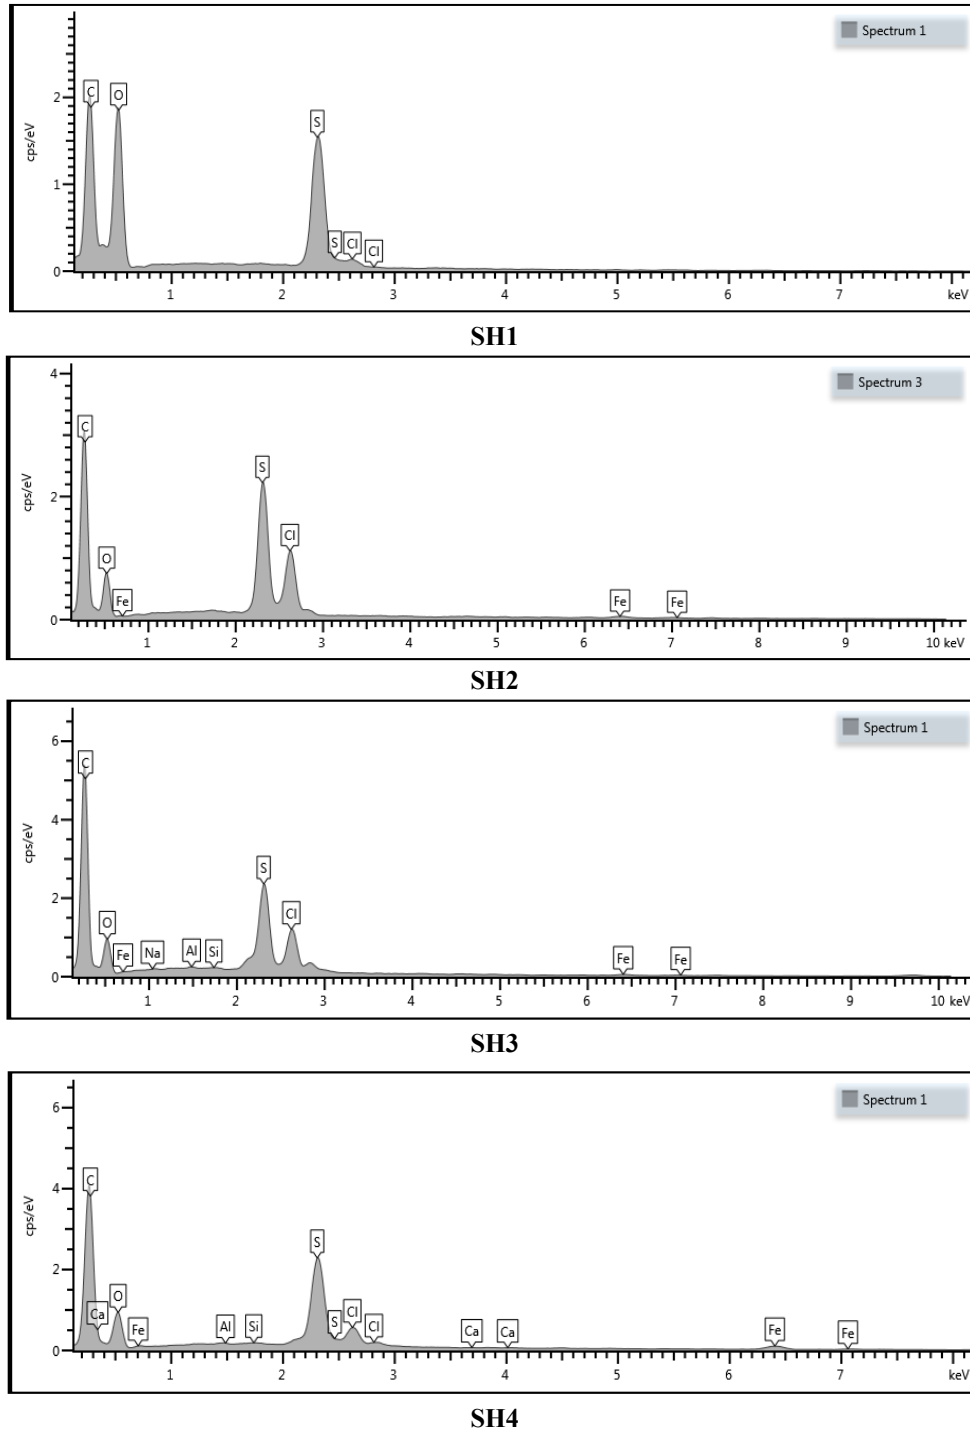 Spectrum 1
C
O
S
S
Cl
Cl
cps/eV
2
1
0
1 2 3 4 5 6 7 keV
SH1
Spectrum 3
C
O
Fe
S
Cl
Fe
Fe
cps/eV
4
2
0
1 2 3 4 5 6 7 8 9 10 keV
SH2
Spectrum 1
C
O
Fe
Na
Al
Si
S
Cl
Fe
Fe
cps/eV
6
4
2
0
1 2 3 4 5 6 7 8 9 10 keV
SH3
Spectrum 1
C
Ca
O
Fe
Al
Si
S
S
Cl
Cl
Ca
Ca
Fe
Fe
cps/eV
6
4
2
0
1 2 3 4 5 6 7 keV
SH4